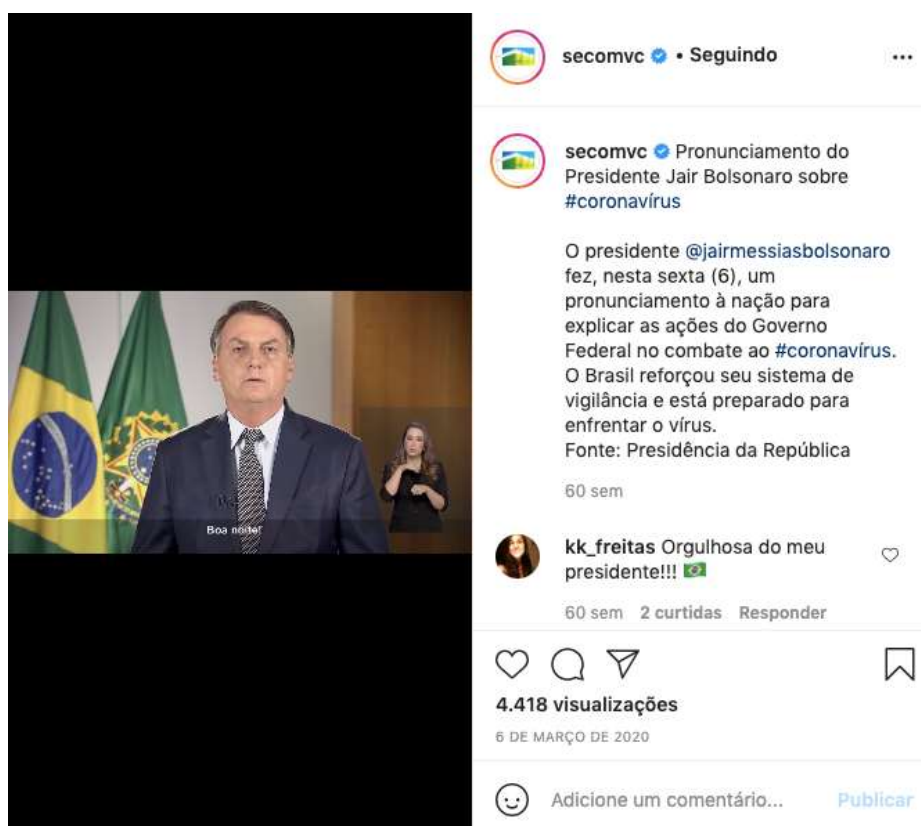 secomvc • Seguindo
secomvc Pronunciamento do
Presidente Jair Bolsonaro sobre
#coronavírus
O presidente @jairmessiasbolsonaro
fez, nesta sexta (6), um
pronunciamento à nação para
explicar as ações do Governo
Federal no combate ao #coronavírus.
O Brasil reforçou seu sistema de
vigilância e está preparado para
enfrentar o vírus.
Fonte: Presidência da República
60 sem
Boa noite!
kk_freitas Orgulhosa do meu
presidente!!!
60 sem 2 curtidas Responder
4.418 visualizações
6 DE MARÇO DE 2020
Adicione um comentário... Publicar